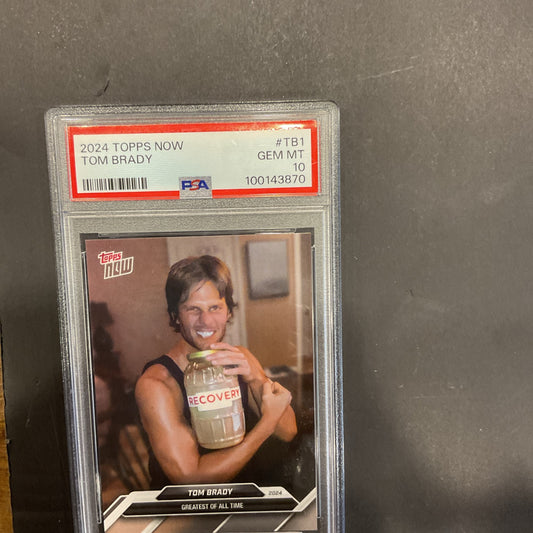 2024 TOPPS NOW #TB1
TOM BRADY GEM MT
10
PSA 100143870
TOPPS
NOW
RECOVERY
TOM BRADY 2024
GREATEST OF ALL TIME